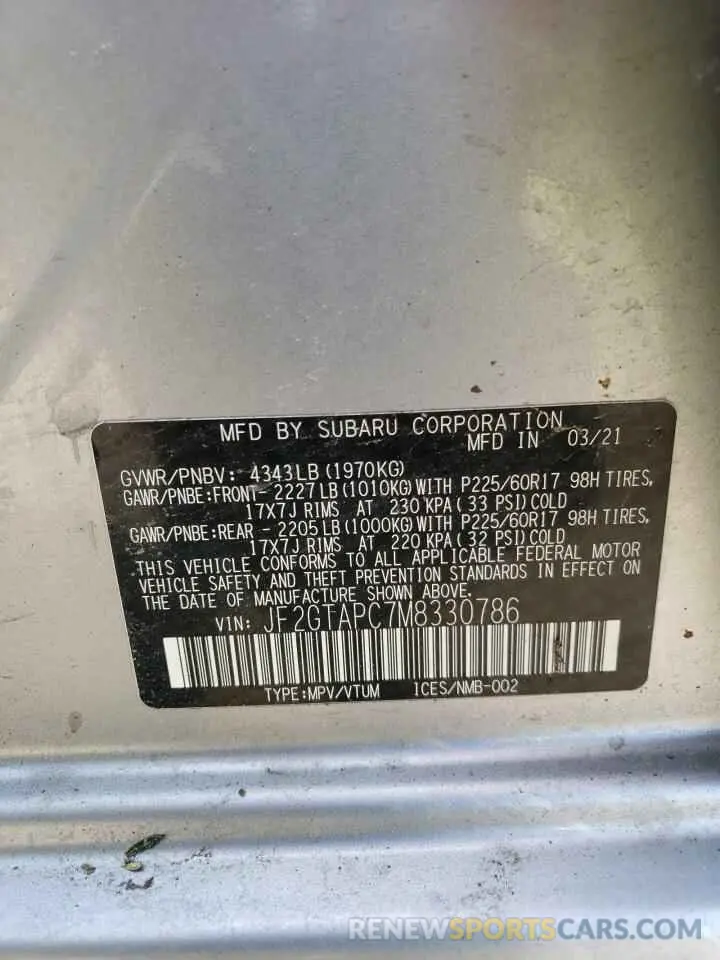 MFD BY SUBARU CORPORATION
MFD IN 03/21
GVWR/PNBV: 4343LB(1970KG)
GAWR/PNBE:FRONT- 2227LB(1010KG)WITH P225/60R17 98H TIRES,
17X7J RIMS AT 230 KPA( 33 PSI)COLD
GAWR/PNBE:REAR - 2205LB(1000KG)WITH P225/60R17 98H TIRES,
17X7J RIMS AT 220 KPA( 32 PSI)COLD
THIS VEHICLE CONFORMS TO ALL APPLICABLE FEDERAL MOTOR
VEHICLE SAFETY AND THEFT PREVENTION STANDARDS IN EFFECT ON
THE DATE OF MANUFACTURE SHOWN ABOVE.
VIN: JF2GTAPC7M8330786
TYPE:MPV/VTUM ICES/NMB-002
RENEWSPORTSCARS.COM